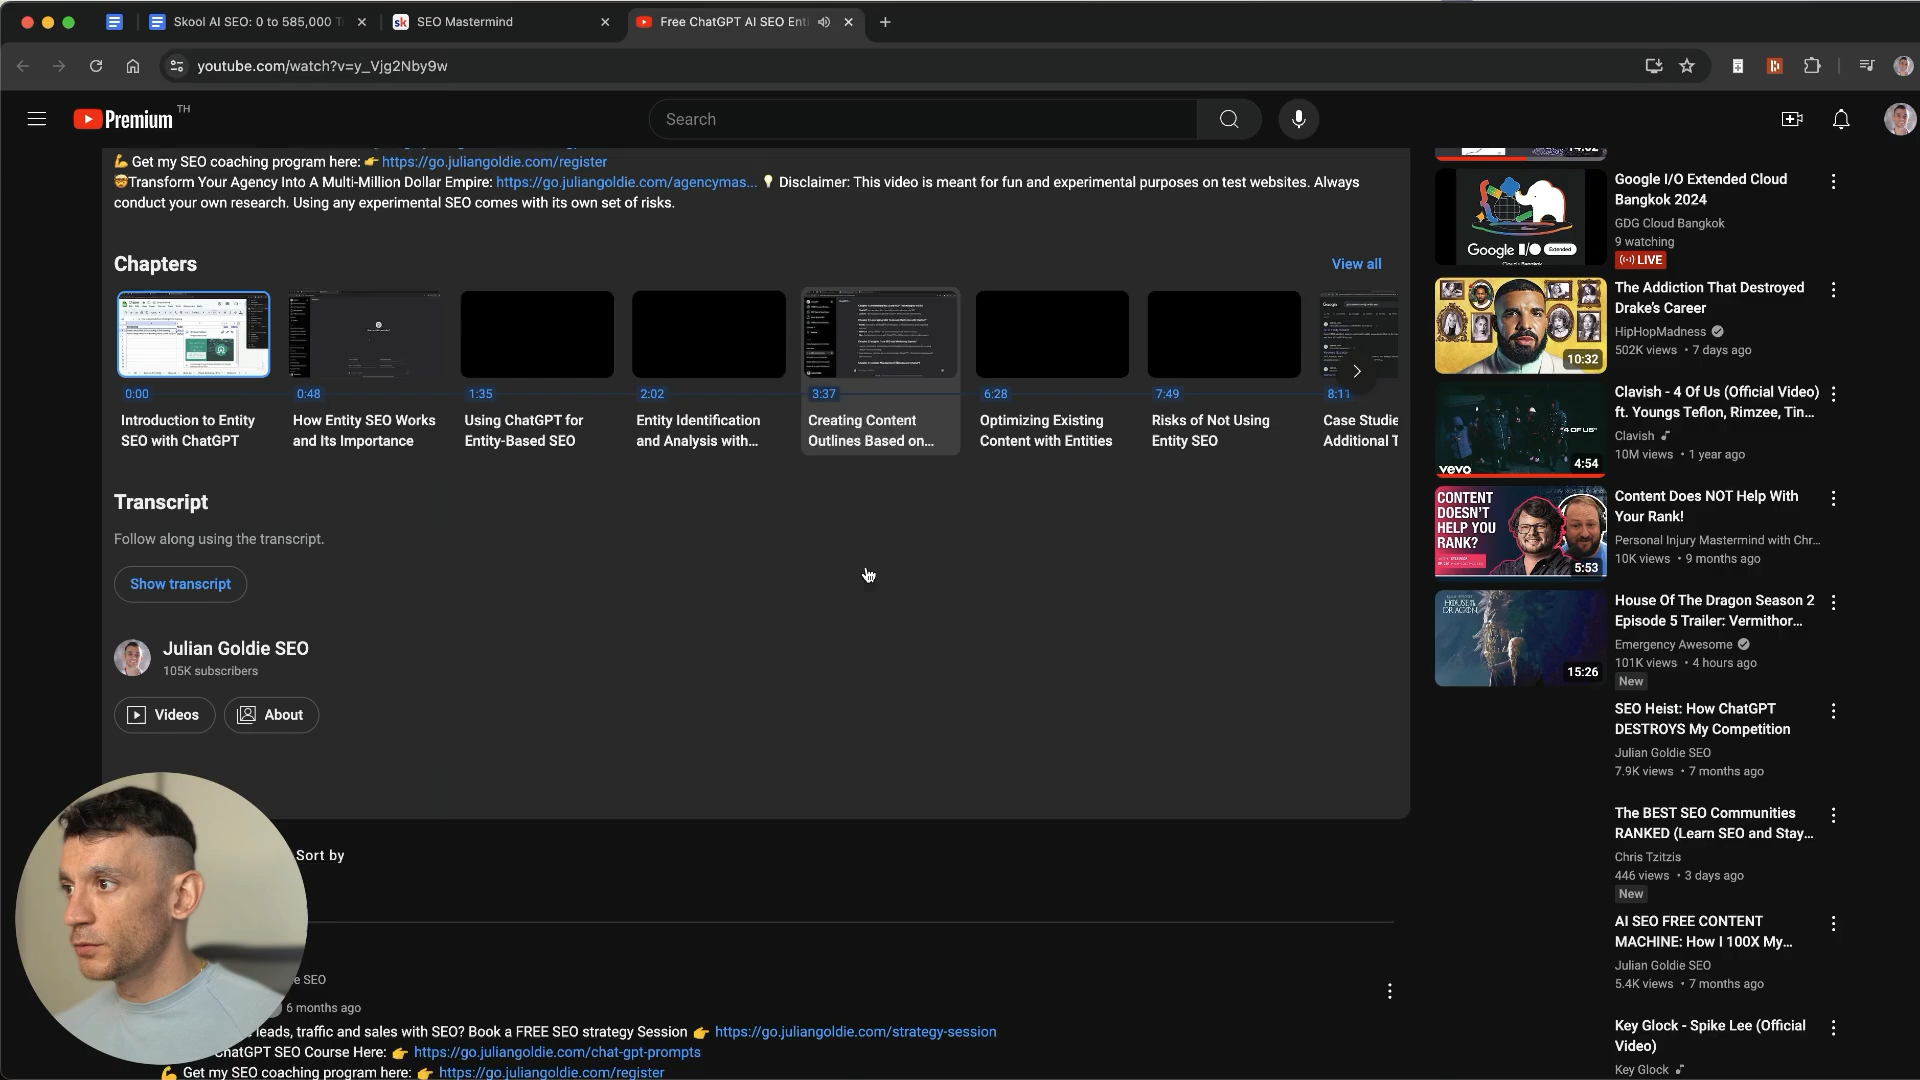 Skool AI SEO: 0 to 585,000
SEO Mastermind
Free ChatGPT AI SEO Ent
youtube.com/watch?v=y_Vjg2Nby9w
Premium TH
Search
Get my SEO coaching program here: 👉 https://go.juliangoldie.com/register
🤯Transform Your Agency Into A Multi-Million Dollar Empire: https://go.juliangoldie.com/agencymas... 💡 Disclaimer: This video is meant for fun and experimental purposes on test websites. Always
conduct your own research. Using any experimental SEO comes with its own set of risks.
Chapters
View all
0:00
Introduction to Entity
SEO with ChatGPT
0:48
How Entity SEO Works
and Its Importance
1:35
Using ChatGPT for
Entity-Based SEO
2:02
Entity Identification
and Analysis with...
3:37
Creating Content
Outlines Based on...
6:28
Optimizing Existing
Content with Entities
7:49
Risks of Not Using
Entity SEO
8:11
Case Studie
Additional T
Transcript
Follow along using the transcript.
Show transcript
Julian Goldie SEO
105K subscribers
Videos
About
Sort by
e SEO
6 months ago
leads, traffic and sales with SEO? Book a FREE SEO strategy Session 👉 https://go.juliangoldie.com/strategy-session
ChatGPT SEO Course Here: 👉 https://go.juliangoldie.com/chat-gpt-prompts
💪 Get my SEO coaching program here: 👉 https://go.juliangoldie.com/register
Google I/O Extended
Google I/O Extended Cloud
Bangkok 2024
GDG Cloud Bangkok
9 watching
LIVE
10:32
The Addiction That Destroyed
Drake's Career
HipHopMadness
502K views • 7 days ago
"4 OF US"
vevo
4:54
Clavish - 4 Of Us (Official Video)
ft. Youngs Teflon, Rimzee, Tin...
Clavish
10M views • 1 year ago
CONTENT
DOESN'T
HELP YOU
RANK?
5:53
Content Does NOT Help With
Your Rank!
Personal Injury Mastermind with Chr...
10K views • 9 months ago
HOUSE OF THE
DRAGON
15:26
House Of The Dragon Season 2
Episode 5 Trailer: Vermithor...
Emergency Awesome
101K views • 4 hours ago
New
SEO Heist: How ChatGPT
DESTROYS My Competition
Julian Goldie SEO
7.9K views • 7 months ago
The BEST SEO Communities
RANKED (Learn SEO and Stay...
Chris Tzitzis
446 views • 3 days ago
New
AI SEO FREE CONTENT
MACHINE: How I 100X My...
Julian Goldie SEO
5.4K views • 7 months ago
Key Glock - Spike Lee (Official
Video)
Key Glock